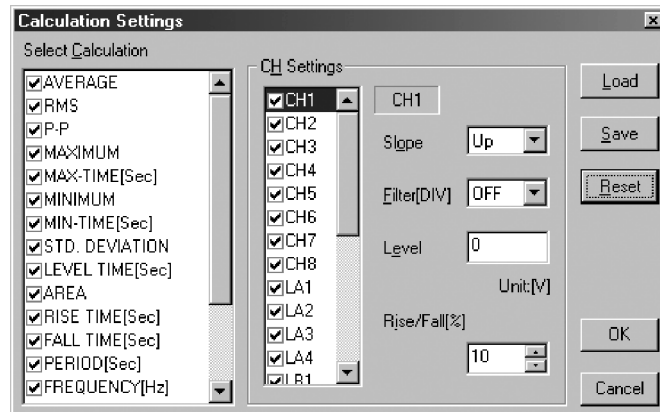 Calculation Settings
Select Calculation
AVERAGE
RMS
P-P
MAXIMUM
MAX-TIME[Sec]
MINIMUM
MIN-TIME[Sec]
STD. DEVIATION
LEVEL TIME[Sec]
AREA
RISE TIME[Sec]
FALL TIME[Sec]
PERIOD[Sec]
FREQUENCY[Hz]
CH Settings
CH1
CH2
CH3
CH4
CH5
CH6
CH7
CH8
LA1
LA2
LA3
LA4
LB1
CH1
Slope Up
Filter[DIV] OFF
Level 0
Unit:[V]
Rise/Fall[%]
10
Load
Save
Reset
OK
Cancel